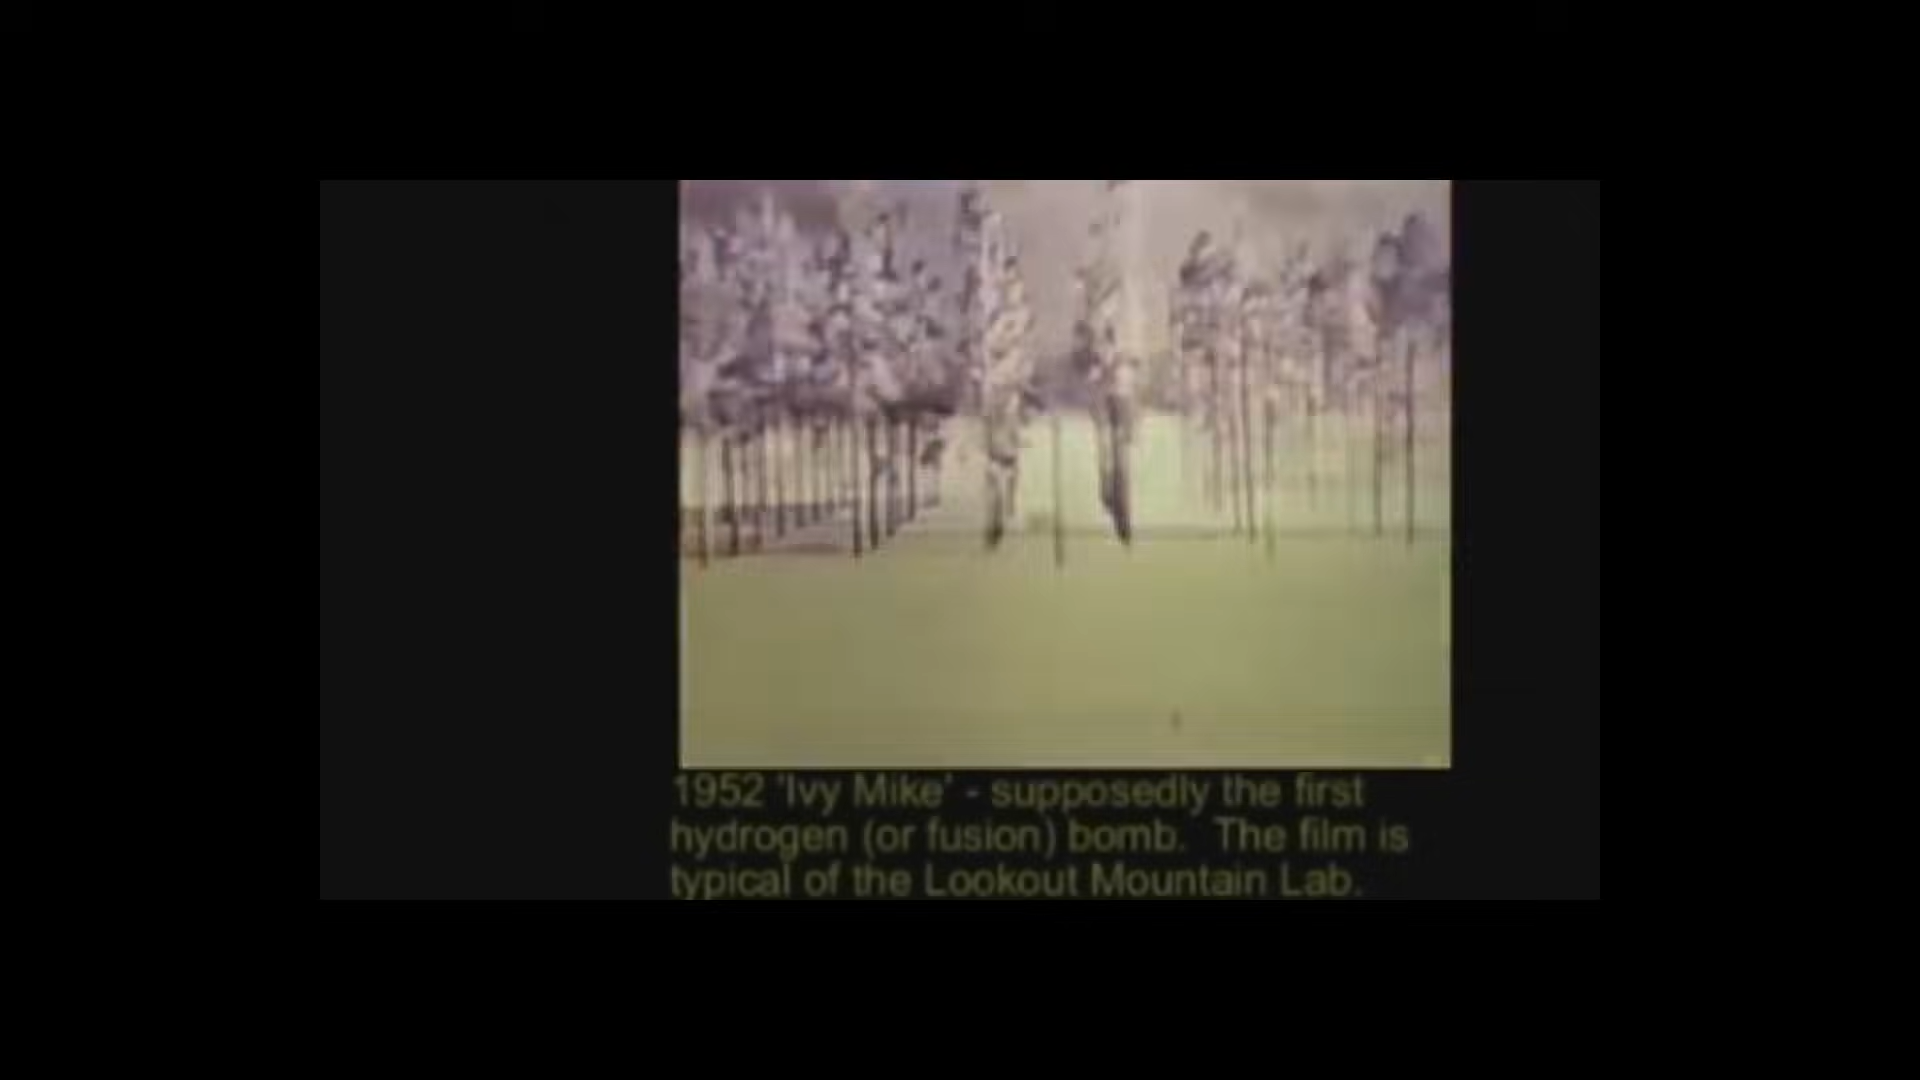 1952 'Ivy Mike' - supposedly the first
hydrogen (or fusion) bomb. The film is
typical of the Lookout Mountain Lab.